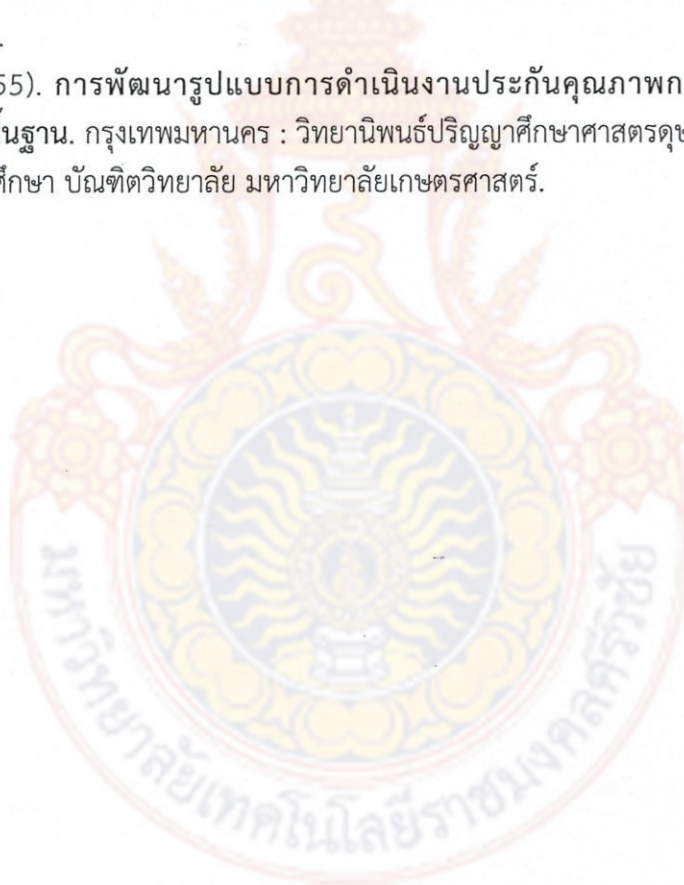 55). การพัฒนารูปแบบการดำเนินงานประกันคุณภาพก
ฐาน. กรุงเทพมหานคร : วิทยานิพนธ์ปริญญาศึกษาศาสตรดุษ
ศึกษา บัณฑิตวิทยาลัย มหาวิทยาลัยเกษตรศาสตร์.
มหาวิทยาลัยเทคโนโลยีราชมงคลศรีวิชัย